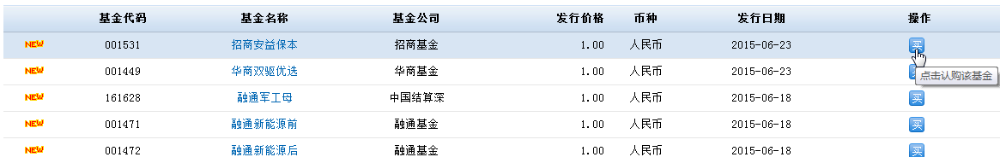 基金代码 基金名称 基金公司 发行价格 币种 发行日期 操作
NEW 001531 招商安益保本 招商基金 1.00 人民币 2015-06-23 买
NEW 001449 华商双驱优选 华商基金 1.00 人民币 2015-06-23
点击认购该基金
NEW 161628 融通军工母 中国结算深 1.00 人民币 2015-06-18 买
NEW 001471 融通新能源前 融通基金 1.00 人民币 2015-06-18 买
NEW 001472 融通新能源后 融通基金 1.00 人民币 2015-06-18 买